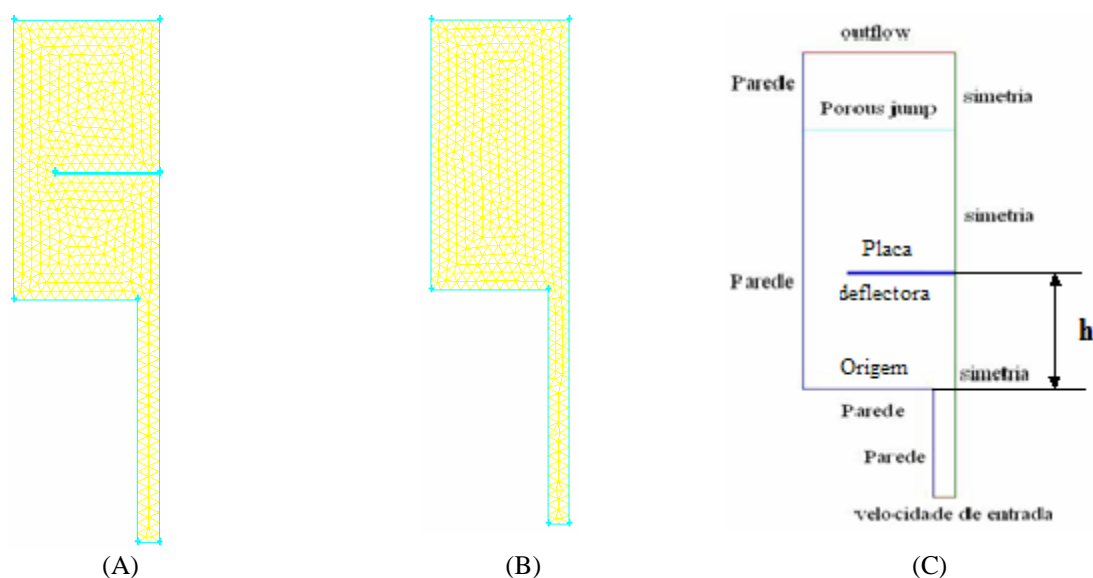 outflow
Parede
simetria
Porous jump
simetria
Placa
Parede
deflectora
h
Origem
simetria
Parede
Parede
velocidade de entrada
(A)
(B)
(C)